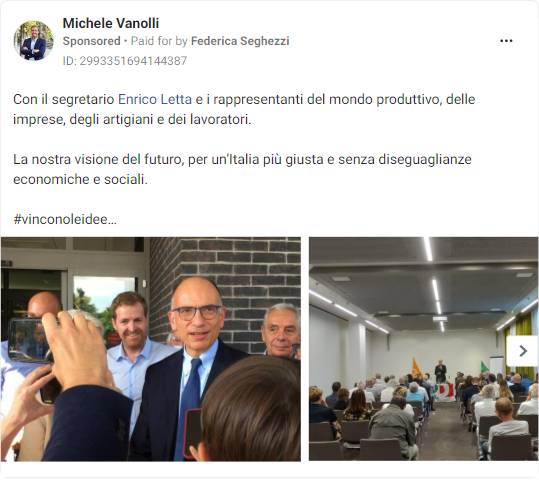 Michele Vanolli
Sponsored • Paid for by Federica Seghezzi
ID: 2993351694144387
Con il segretario Enrico Letta e i rappresentanti del mondo produttivo, delle
imprese, degli artigiani e dei lavoratori.
La nostra visione del futuro, per un'Italia più giusta e senza diseguaglianze
economiche e sociali.
#vinconoleidee...
PD